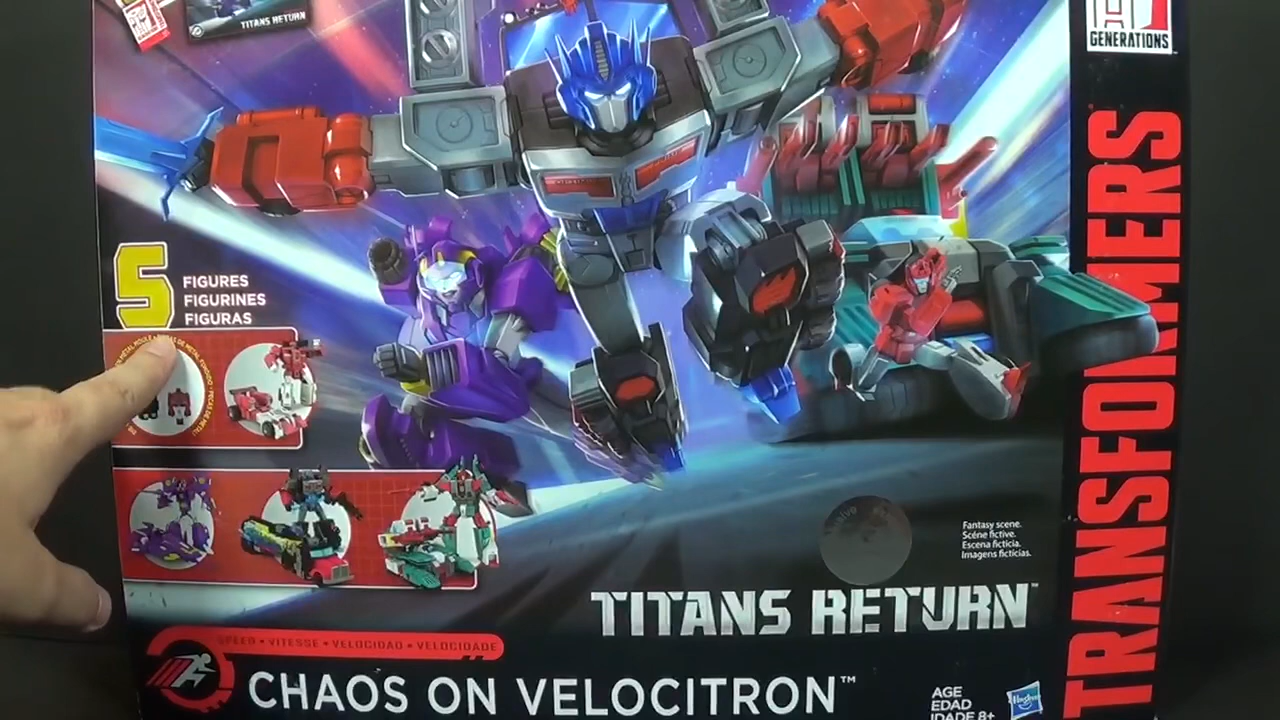 TITANS RETURN
GENERATIONS
TRANSFORMERS
5
FIGURES
FIGURINES
FIGURAS
Fantasy scene.
Scène fictive.
Escena ficticia.
Imagens fictícias.
TITANS RETURN™
SPEED • VITESSE • VELOCIDAD • VELOCIDADE
CHAOS ON VELOCITRON™
AGE
EDAD
IDADE 8+
Hasbro